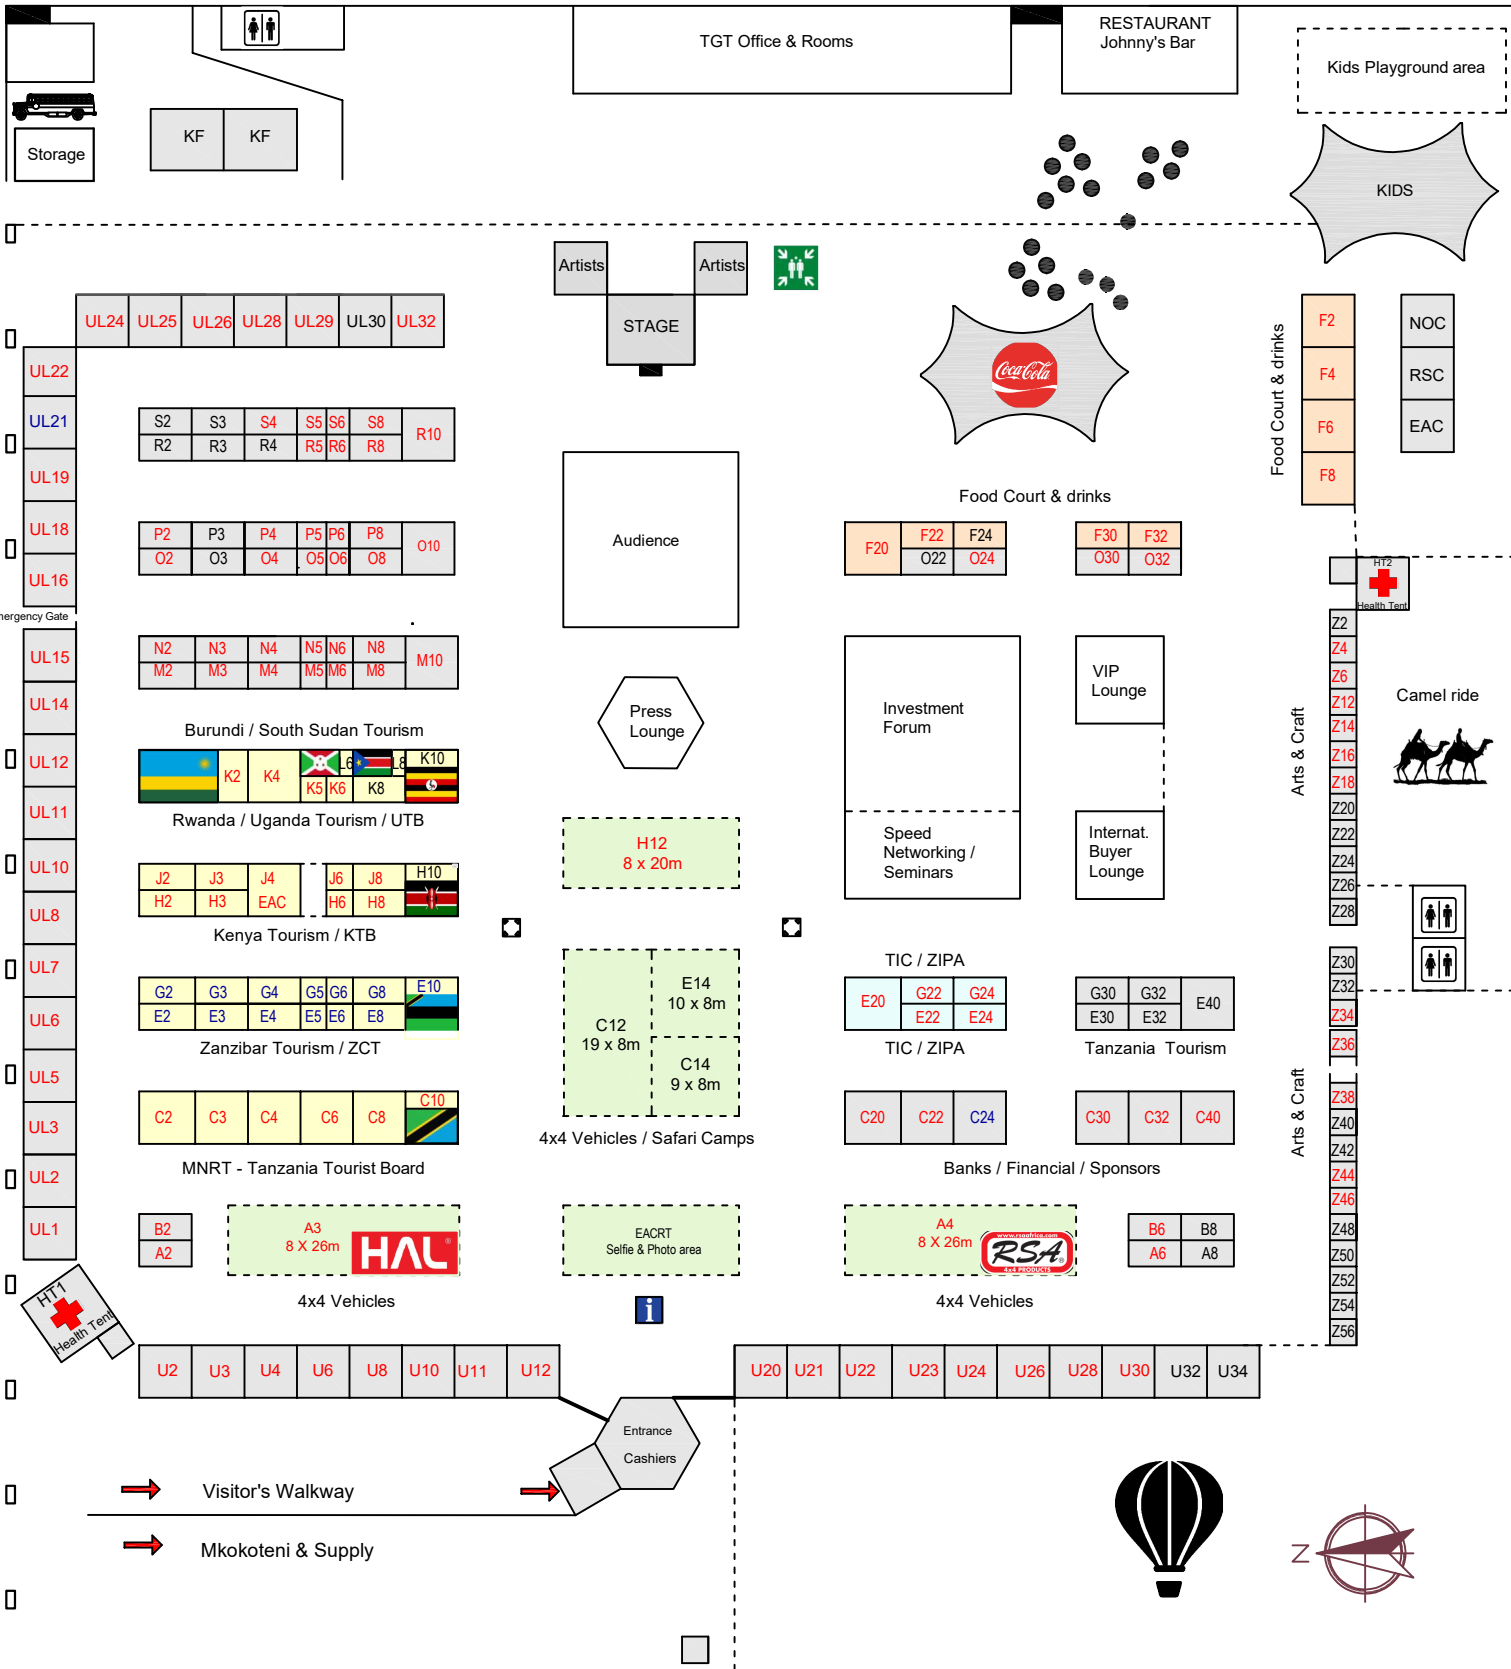 TGT Office & Rooms
RESTAURANT
Johnny's Bar
Kids Playground area
Storage
KF KF
KIDS
Artists Artists
STAGE
UL24 UL25 UL26 UL28 UL29 UL30 UL32
UL22
UL21
UL19
UL18
UL16
mergency Gate
UL15
UL14
UL12
UL11
UL10
UL8
UL7
UL6
UL5
UL3
UL2
UL1
S2 S3 S4 S5 S6 S8
R2 R3 R4 R5 R6 R8 R10
P2 P3 P4 P5 P6 P8
O2 O3 O4 O5 O6 O8 O10
N2 N3 N4 N5 N6 N8
M2 M3 M4 M5 M6 M8 M10
Burundi / South Sudan Tourism
L6 L8 K10
K2 K4 K5 K6 K8
Rwanda / Uganda Tourism / UTB
J2 J3 J4 J6 J8 H10
H2 H3 EAC H6 H8
Kenya Tourism / KTB
G2 G3 G4 G5 G6 G8 E10
E2 E3 E4 E5 E6 E8
Zanzibar Tourism / ZCT
C2 C3 C4 C6 C8 C10
MNRT - Tanzania Tourist Board
B2
A2
A3
8 X 26m
HAL®
4x4 Vehicles
Audience
Press
Lounge
H12
8 x 20m
C12
19 x 8m
E14
10 x 8m
C14
9 x 8m
4x4 Vehicles / Safari Camps
EACRT
Selfie & Photo area
i
Coca-Cola
Food Court & drinks
F20 F22 F24
O22 O24
F30 F32
O30 O32
Investment
Forum
Speed
Networking /
Seminars
VIP
Lounge
Internat.
Buyer
Lounge
TIC / ZIPA
E20 G22 G24
E22 E24
TIC / ZIPA
G30 G32
E30 E32 E40
Tanzania Tourism
C20 C22 C24
C30 C32 C40
Banks / Financial / Sponsors
A4
8 X 26m
www.rsaafrica.com
RSA®
4x4 PRODUCTS
4x4 Vehicles
B6 B8
A6 A8
Food Court & drinks
F2
F4
F6
F8
NOC
RSC
EAC
HT2
Health Tent
Z2
Z4
Z6
Z12
Z14
Z16
Z18
Z20
Z22
Z24
Z26
Z28
Arts & Craft
Camel ride
Z30
Z32
Z34
Z36
Z38
Z40
Z42
Z44
Z46
Z48
Z50
Z52
Z54
Z56
Arts & Craft
HT1
Health Tent
U2 U3 U4 U6 U8 U10 U11 U12
U20 U21 U22 U23 U24 U26 U28 U30 U32 U34
Entrance
Cashiers
Visitor's Walkway
Mkokoteni & Supply
N